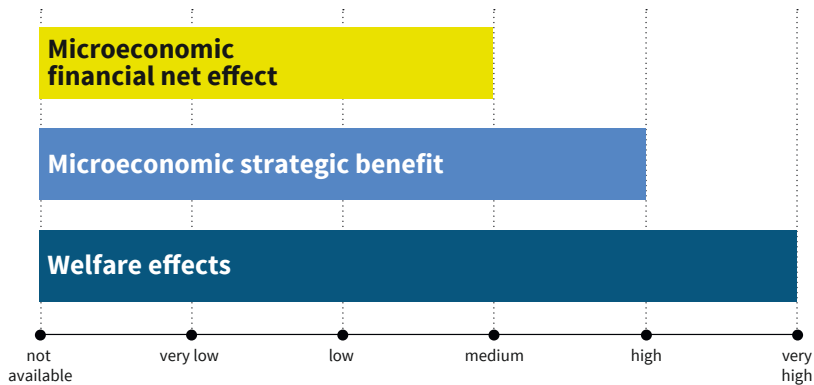 Microeconomic
financial net effect
Microeconomic strategic benefit
Welfare effects
not
available
very low
low
medium
high
very
high